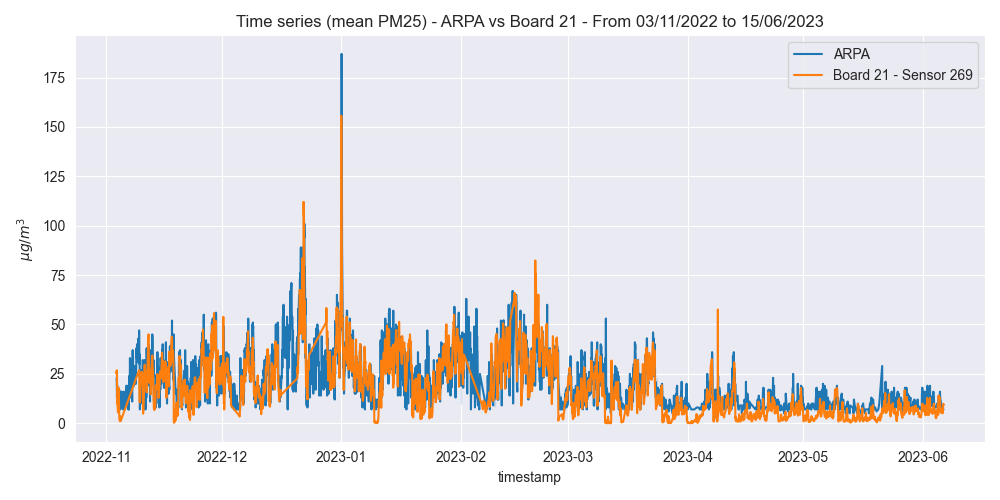 Time series (mean PM25) - ARPA vs Board 21 - From 03/11/2022 to 15/06/2023
ARPA
Board 21 - Sensor 269
175
150
125
100
75
50
25
0
μg/m³
2022-11 2022-12 2023-01 2023-02 2023-03 2023-04 2023-05 2023-06
timestamp